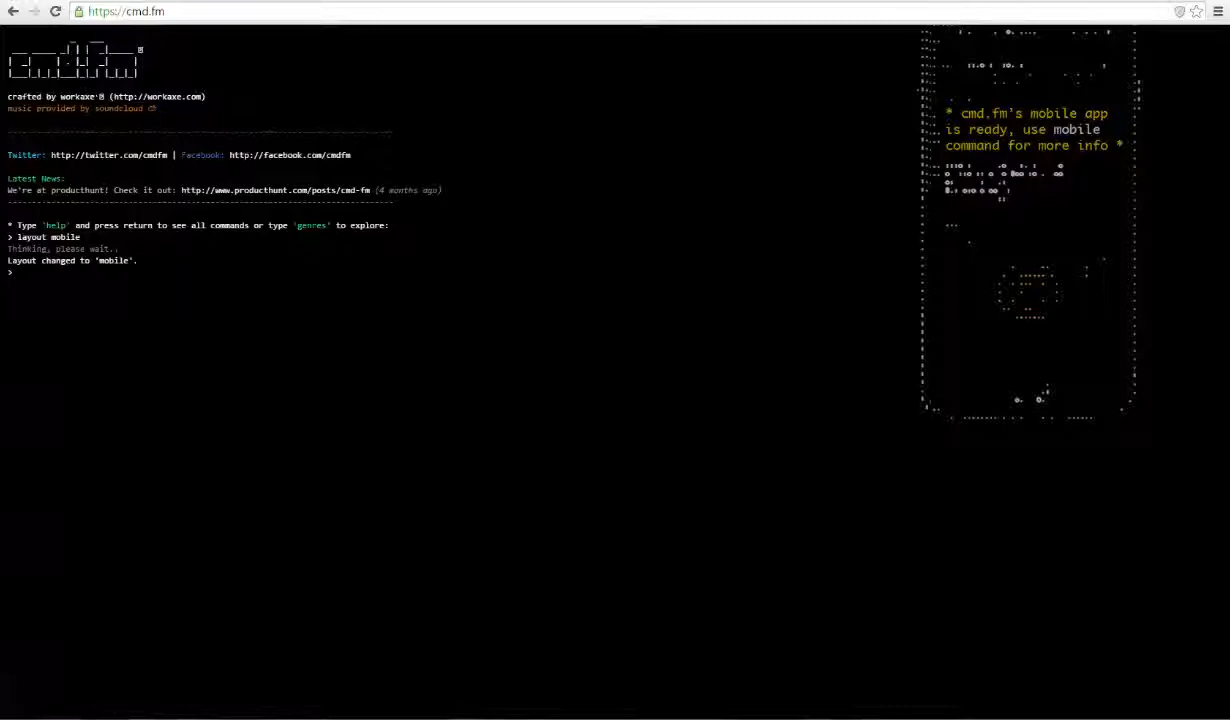 https://cmd.fm
cmd.fm
crafted by workaxe (http://workaxe.com)
music provided by soundcloud
Twitter: http://twitter.com/cmdfm | Facebook: http://facebook.com/cmdfm
Latest News:
We're at producthunt! Check it out: http://www.producthunt.com/posts/cmd-fm (4 months ago)
* Type 'help' and press return to see all commands or type 'genres' to explore:
> layout mobile
Thinking, please wait..
Layout changed to 'mobile'.
>
* cmd.fm's mobile app
is ready, use mobile
command for more info *